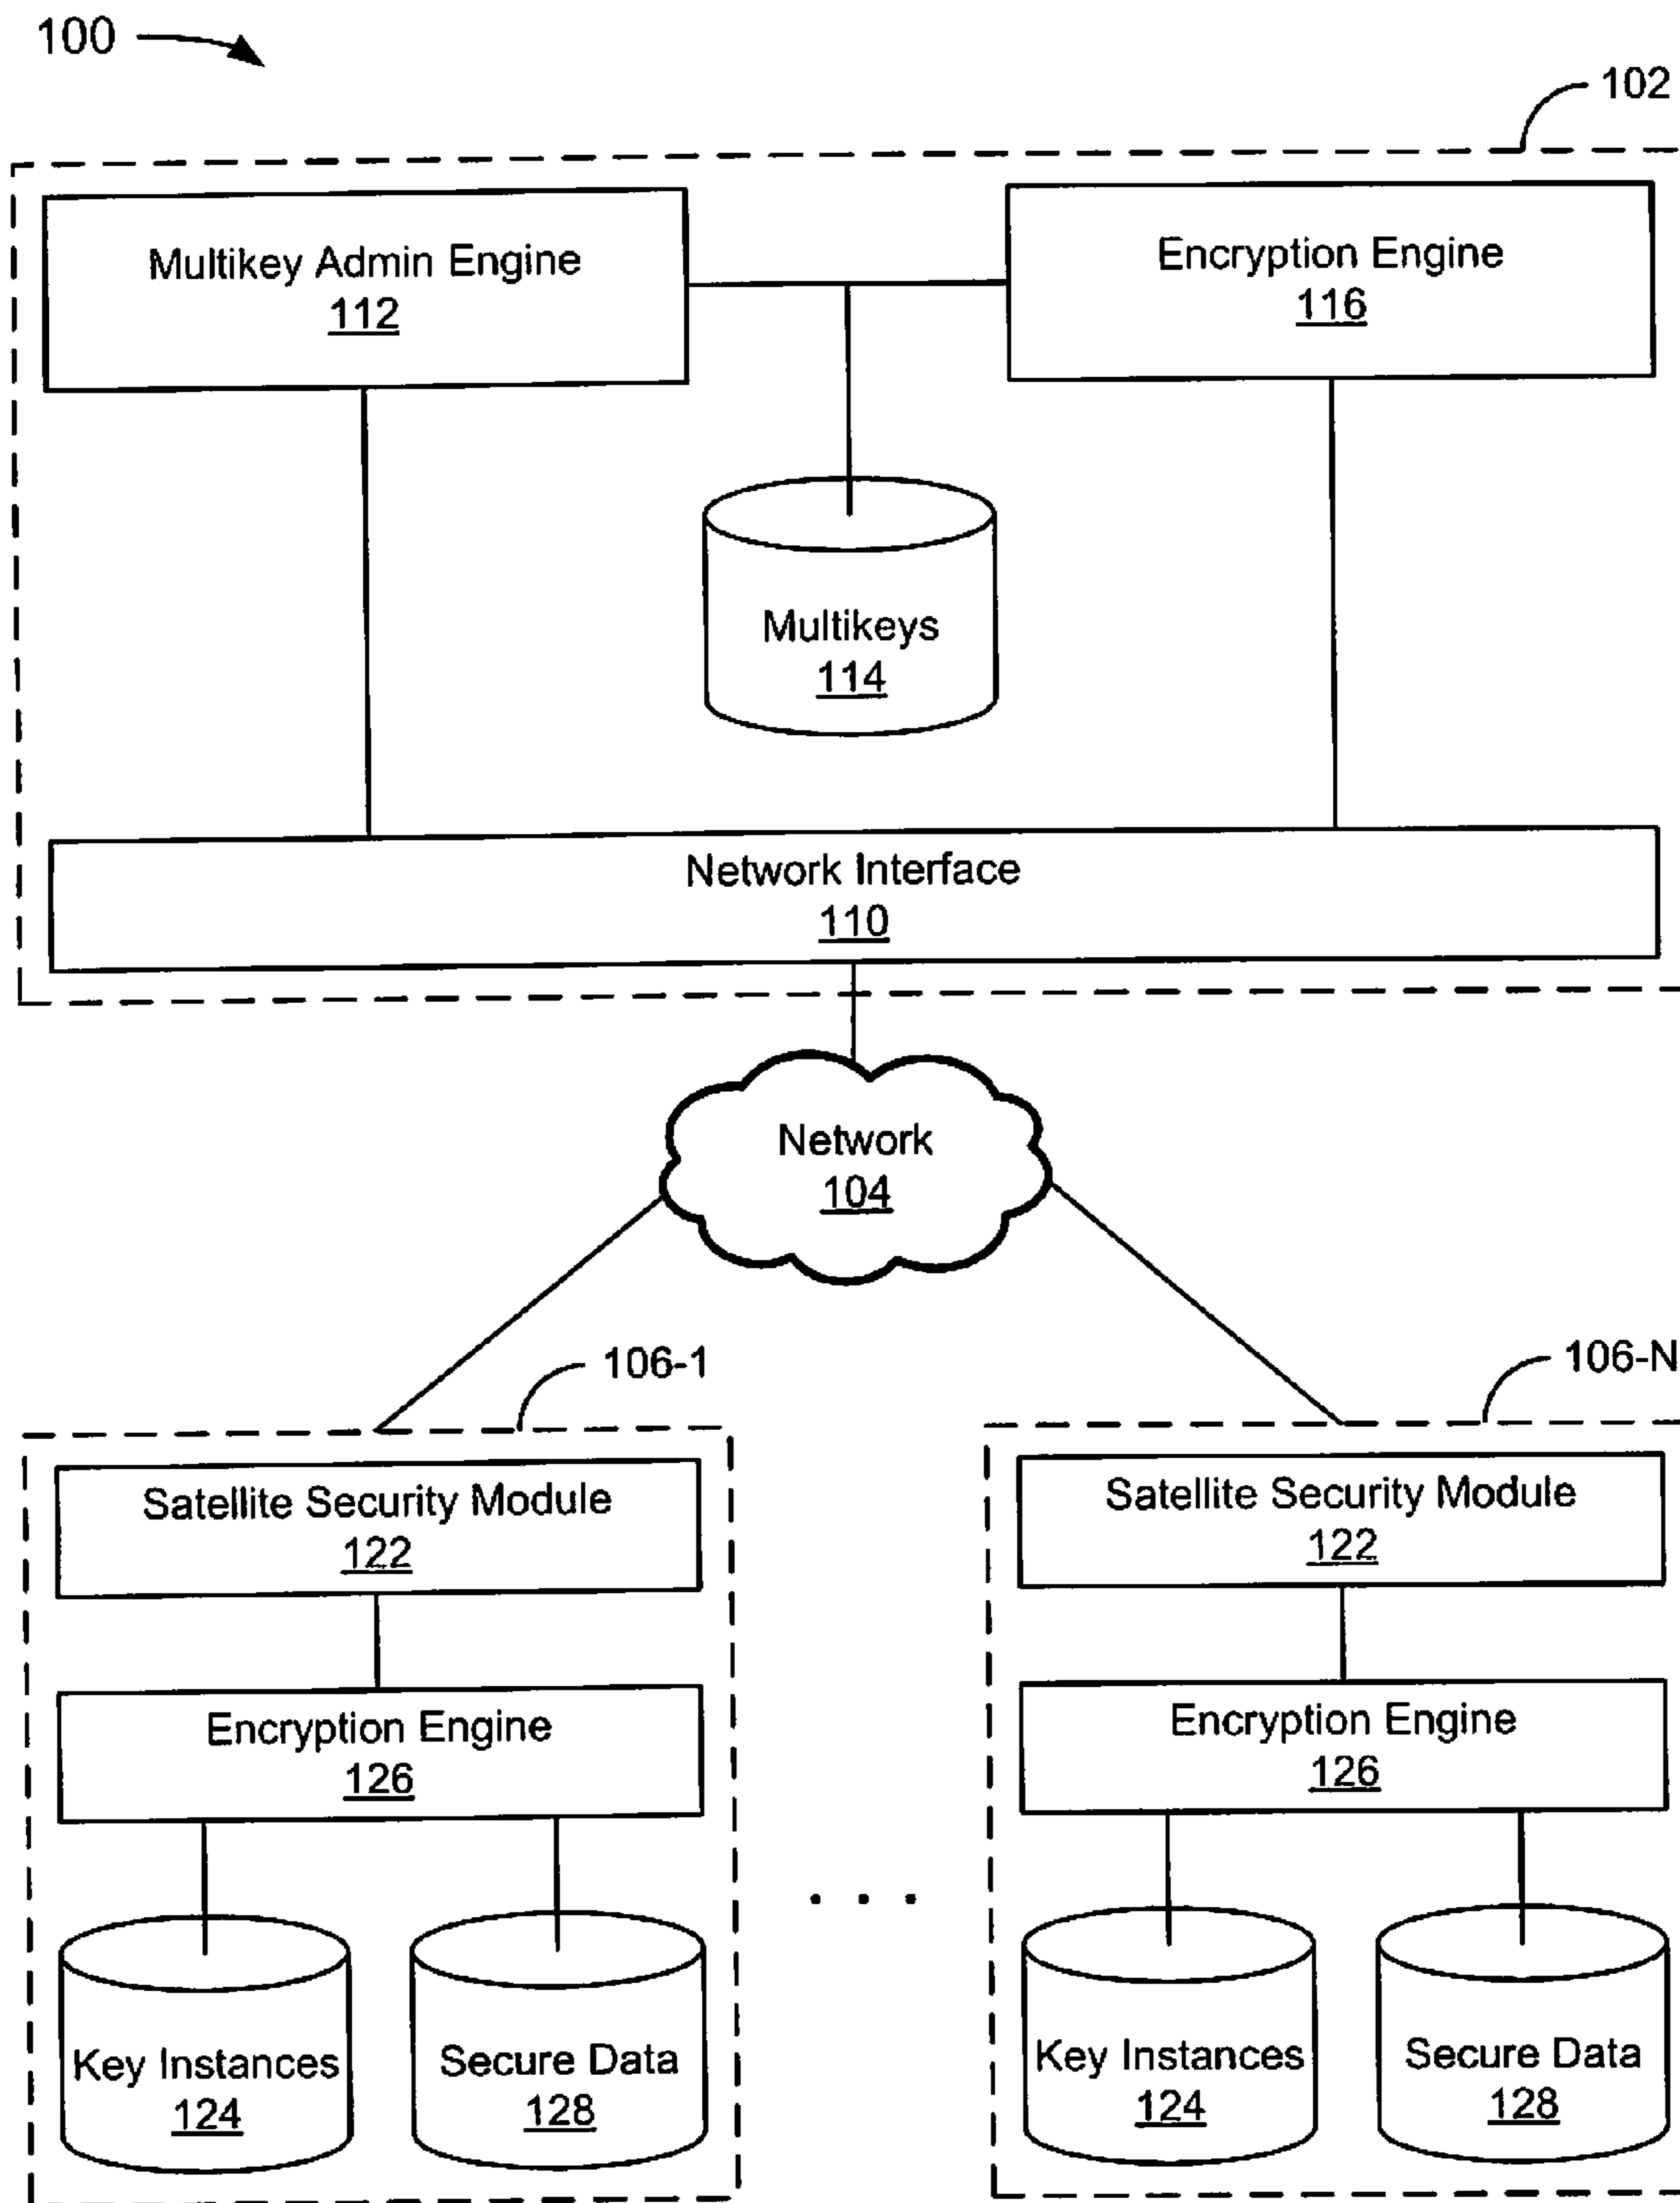 100
102
Multikey Admin Engine
112
Encryption Engine
116
Multikeys
114
Network Interface
110
Network
104
106-1
106-N
Satellite Security Module
122
Satellite Security Module
122
Encryption Engine
126
Encryption Engine
126
. . .
Key Instances
124
Secure Data
128
Key Instances
124
Secure Data
128